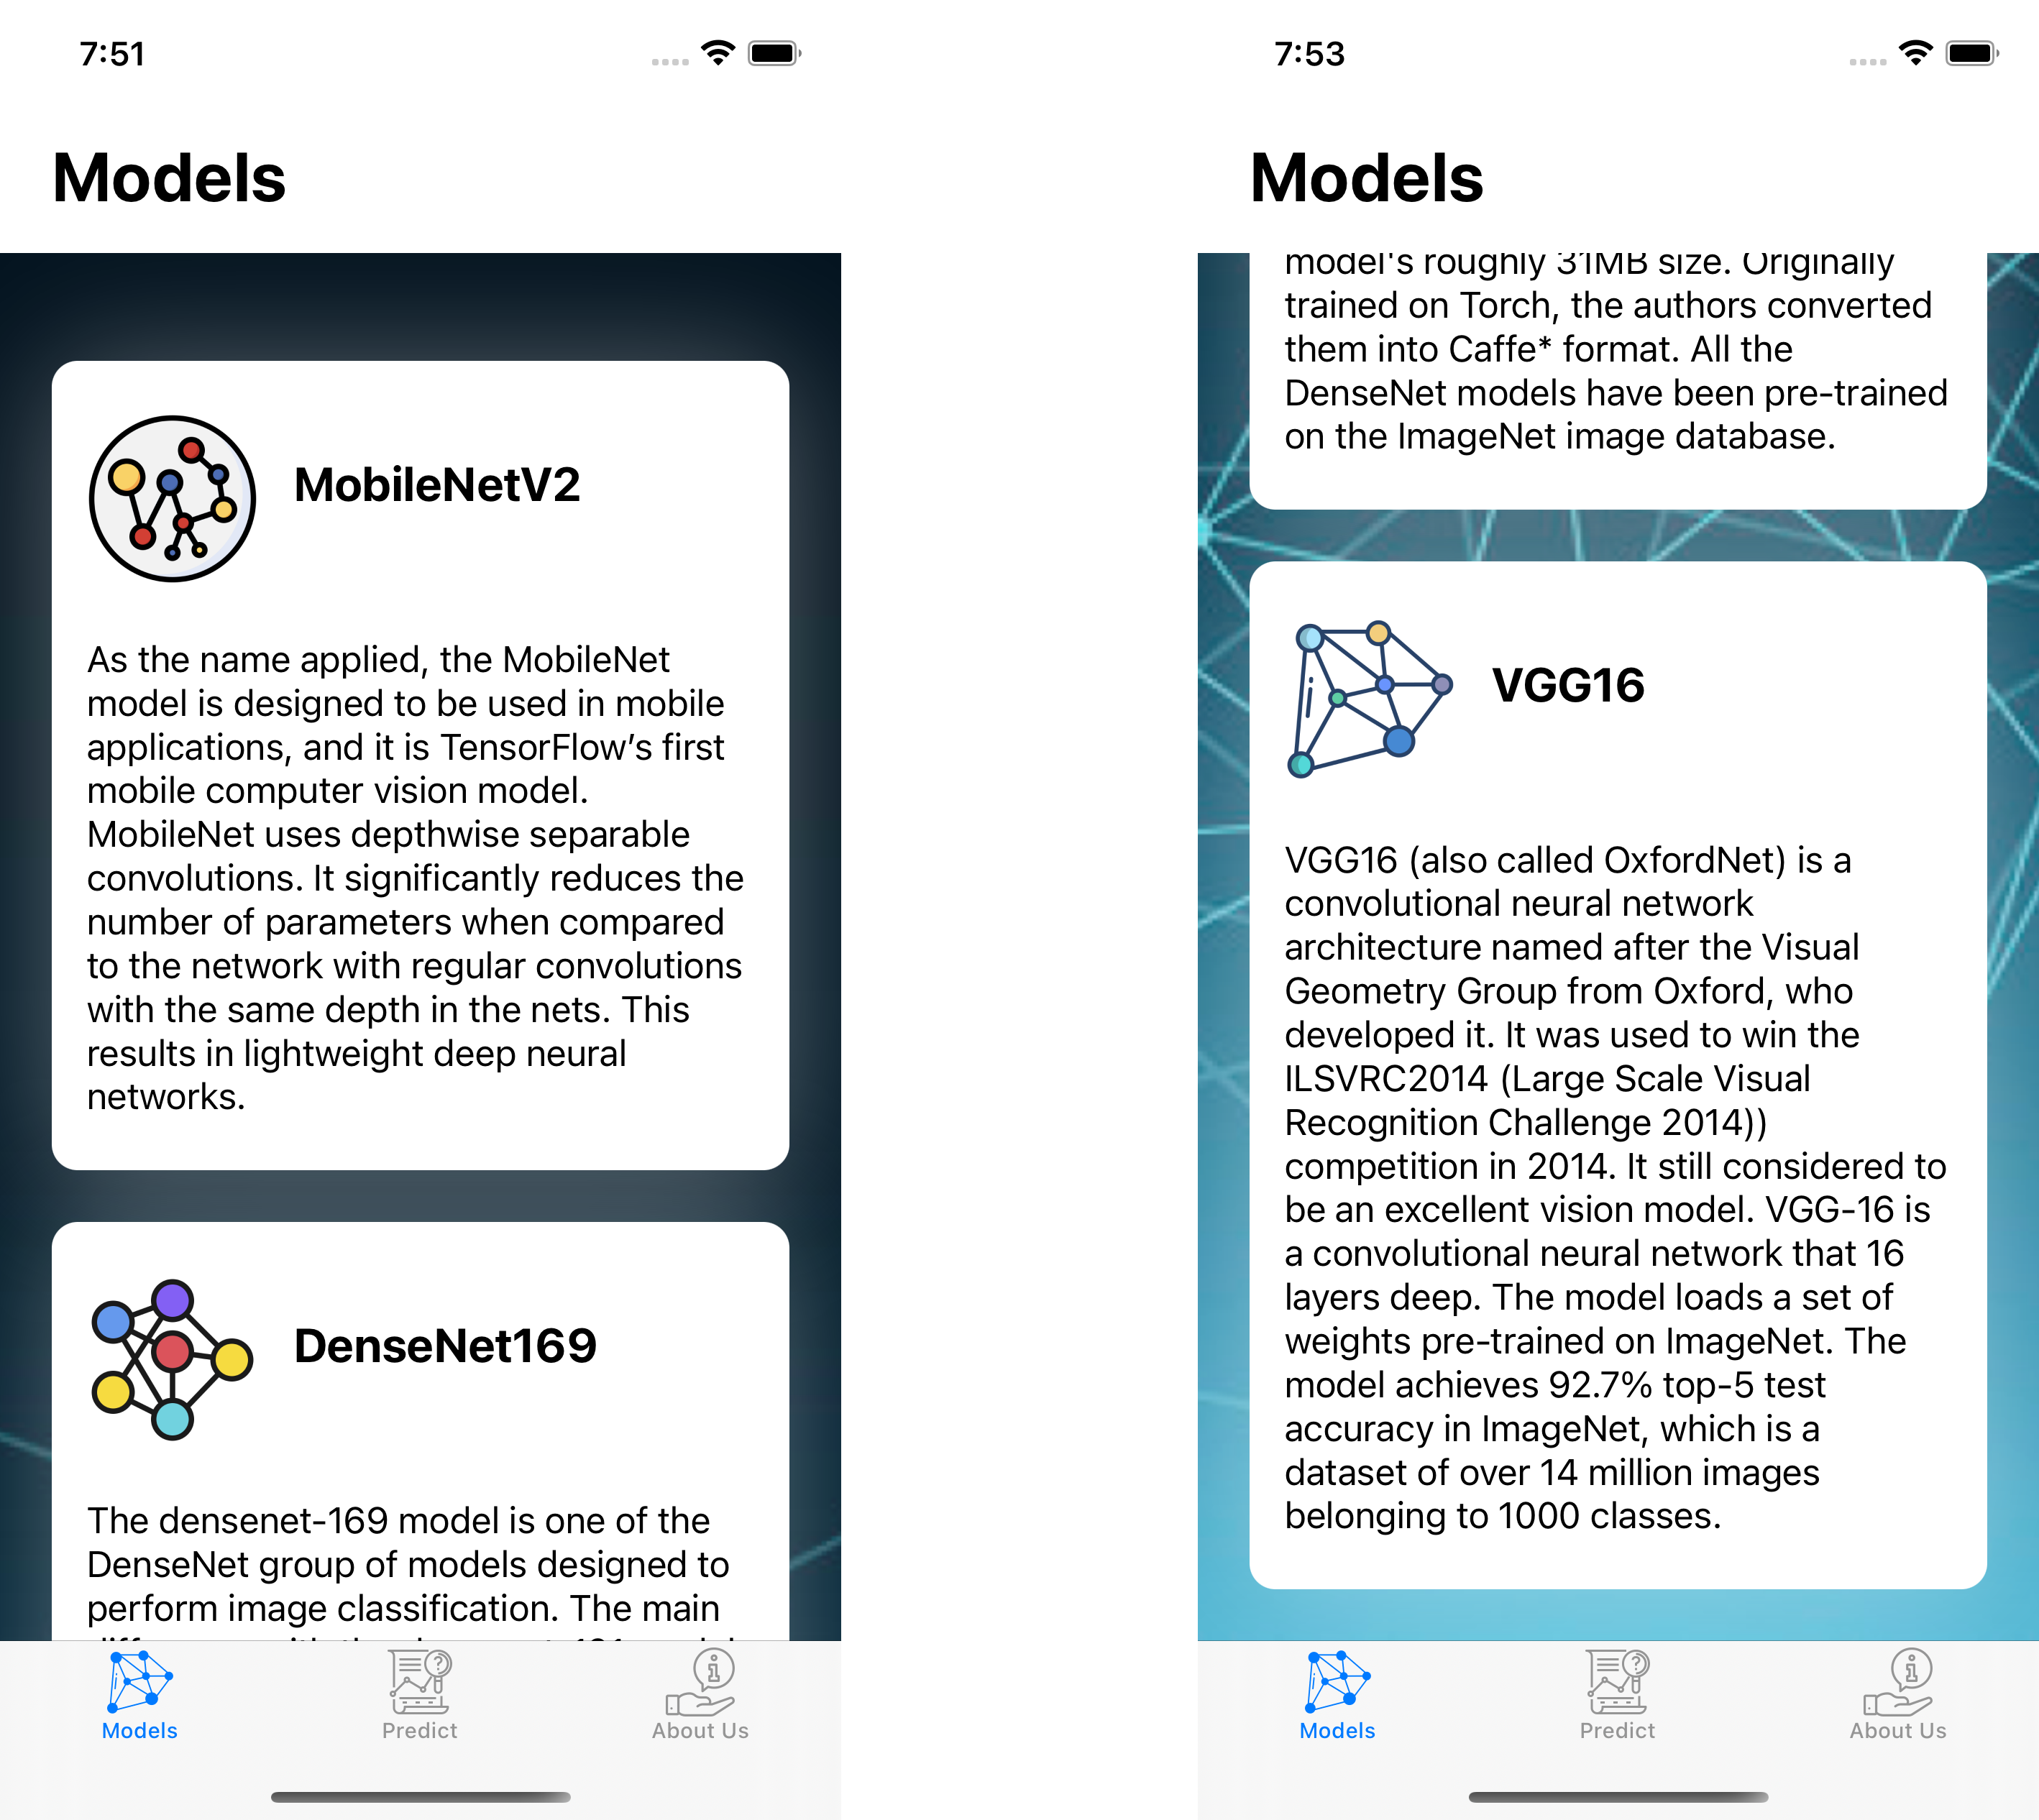 7:51
Models
MobileNetV2
As the name applied, the MobileNet
model is designed to be used in mobile
applications, and it is TensorFlow’s first
mobile computer vision model.
MobileNet uses depthwise separable
convolutions. It significantly reduces the
number of parameters when compared
to the network with regular convolutions
with the same depth in the nets. This
results in lightweight deep neural
networks.
DenseNet169
The densenet-169 model is one of the
DenseNet group of models designed to
perform image classification. The main
Models
Predict
About Us
7:53
Models
model's roughly 31MB size. Originally
trained on Torch, the authors converted
them into Caffe* format. All the
DenseNet models have been pre-trained
on the ImageNet image database.
VGG16
VGG16 (also called OxfordNet) is a
convolutional neural network
architecture named after the Visual
Geometry Group from Oxford, who
developed it. It was used to win the
ILSVRC2014 (Large Scale Visual
Recognition Challenge 2014))
competition in 2014. It still considered to
be an excellent vision model. VGG-16 is
a convolutional neural network that 16
layers deep. The model loads a set of
weights pre-trained on ImageNet. The
model achieves 92.7% top-5 test
accuracy in ImageNet, which is a
dataset of over 14 million images
belonging to 1000 classes.
Models
Predict
About Us